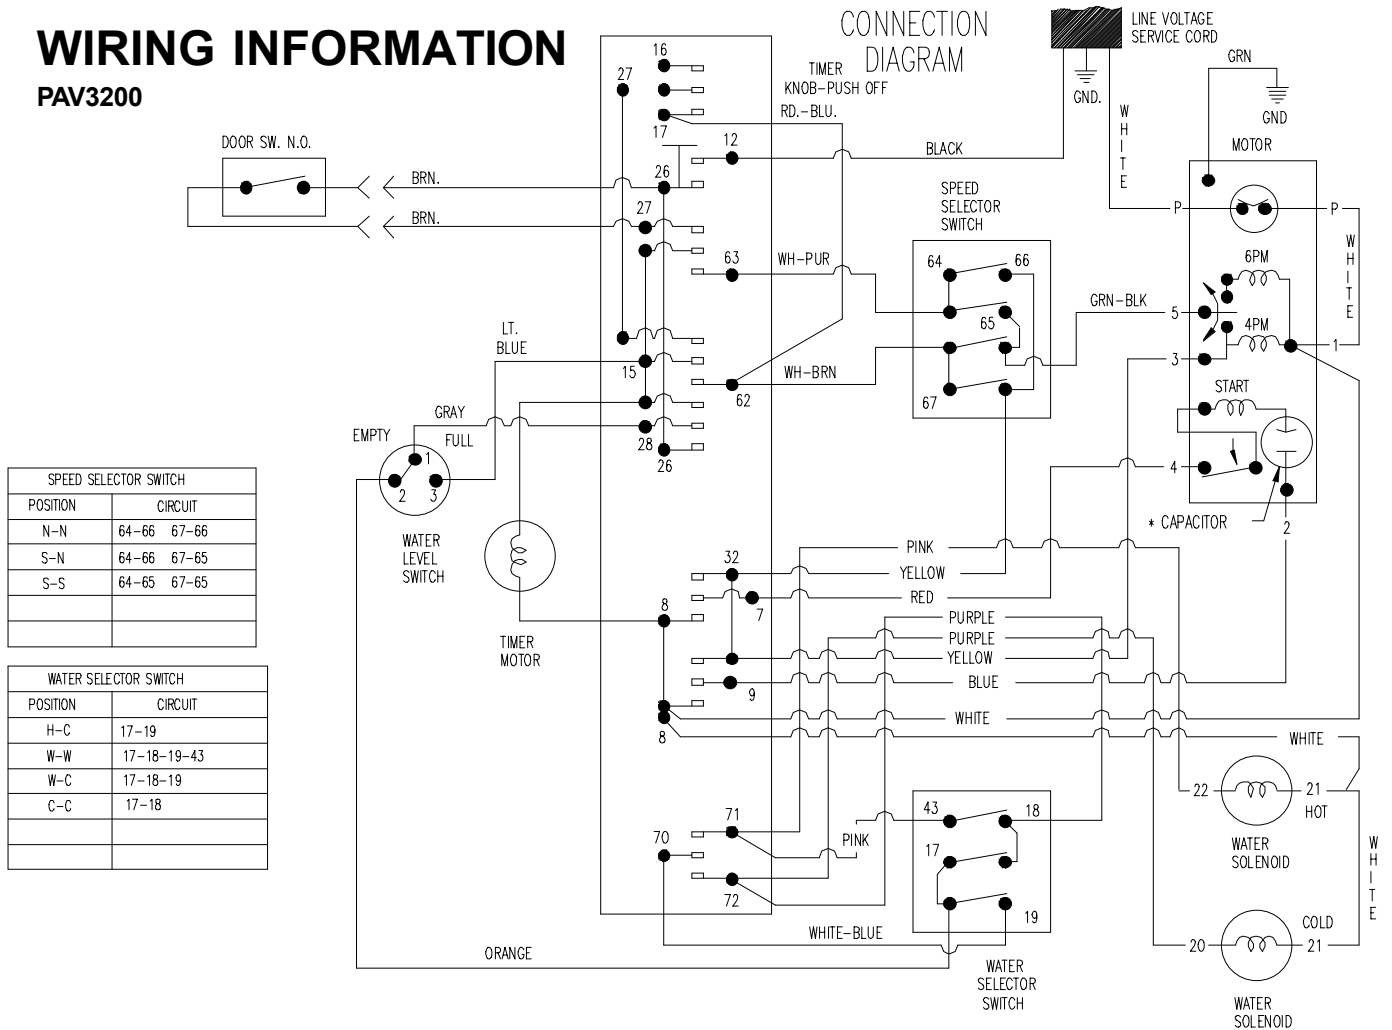 WIRING INFORMATION
PAV3200
CONNECTION
DIAGRAM
LINE VOLTAGE
SERVICE CORD
GND.
WHITE
GRN
GND
MOTOR
TIMER
KNOB-PUSH OFF
RD.-BLU.
16
27
17
12
BLACK
DOOR SW. N.O.
BRN.
BRN.
26
27
63
WH-PUR
SPEED
SELECTOR
SWITCH
64
66
65
67
GRN-BLK
P
P
WHITE
6PM
5
4PM
1
3
START
4
2
* CAPACITOR
LT.
BLUE
15
WH-BRN
62
GRAY
EMPTY
FULL
28
26
1
2
3
WATER
LEVEL
SWITCH
TIMER
MOTOR
SPEED SELECTOR SWITCH
POSITION CIRCUIT
N-N 64-66 67-66
S-N 64-66 67-65
S-S 64-65 67-65
WATER SELECTOR SWITCH
POSITION CIRCUIT
H-C 17-19
W-W 17-18-19-43
W-C 17-18-19
C-C 17-18
PINK
32
YELLOW
RED
7
8
PURPLE
PURPLE
YELLOW
BLUE
9
WHITE
8
WHITE
22
21
HOT
WATER
SOLENOID
WHITE
71
70
72
PINK
43
18
17
19
WHITE-BLUE
ORANGE
WATER
SELECTOR
SWITCH
COLD
20
21
WATER
SOLENOID